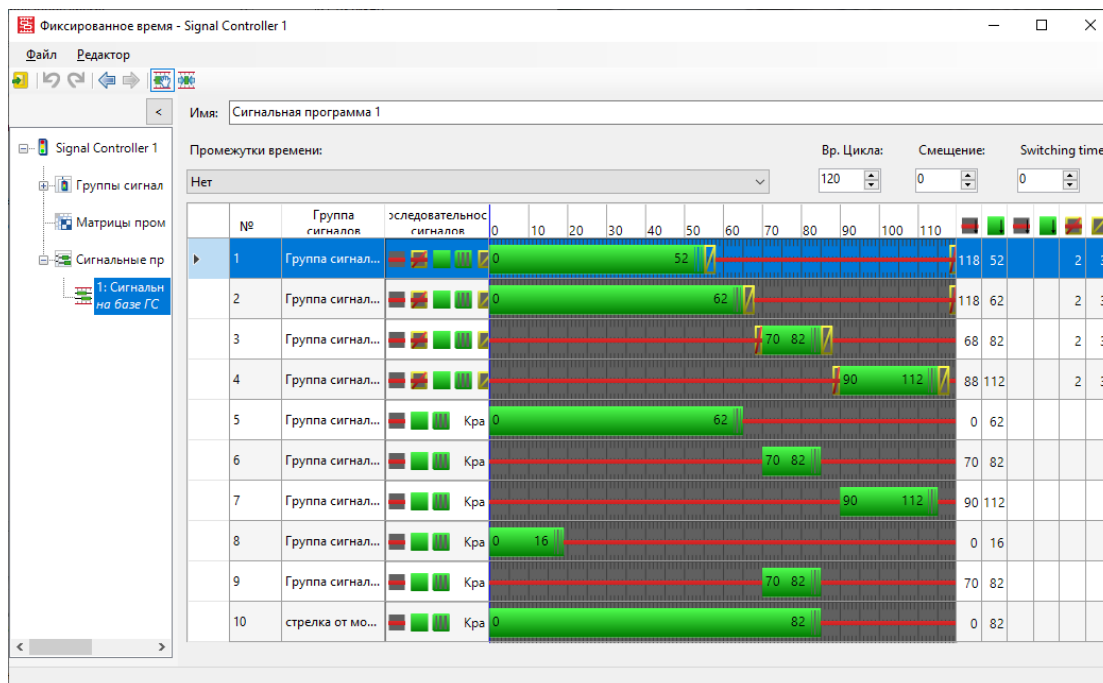 Фиксированное время - Signal Controller 1
Файл Редактор
<
Имя: Сигнальная программа 1
Signal Controller 1
Группы сигнал
Матрицы пром
Сигнальные пр
1: Сигнальн
на базе ГС
Промежутки времени: Вр. Цикла: Смещение: Switching time
Нет 120 0 0
№ Группа сигналов оследовательнос сигналов 0 10 20 30 40 50 60 70 80 90 100 110
1 Группа сигнал... 0 52 118 52 2 3
2 Группа сигнал... 0 62 118 62 2 3
3 Группа сигнал... 70 82 68 82 2 3
4 Группа сигнал... 90 112 88 112 2 3
5 Группа сигнал... Кра 0 62 0 62
6 Группа сигнал... Кра 70 82 70 82
7 Группа сигнал... Кра 90 112 90 112
8 Группа сигнал... Кра 0 16 0 16
9 Группа сигнал... Кра 70 82 70 82
10 стрелка от мо... Кра 0 82 0 82